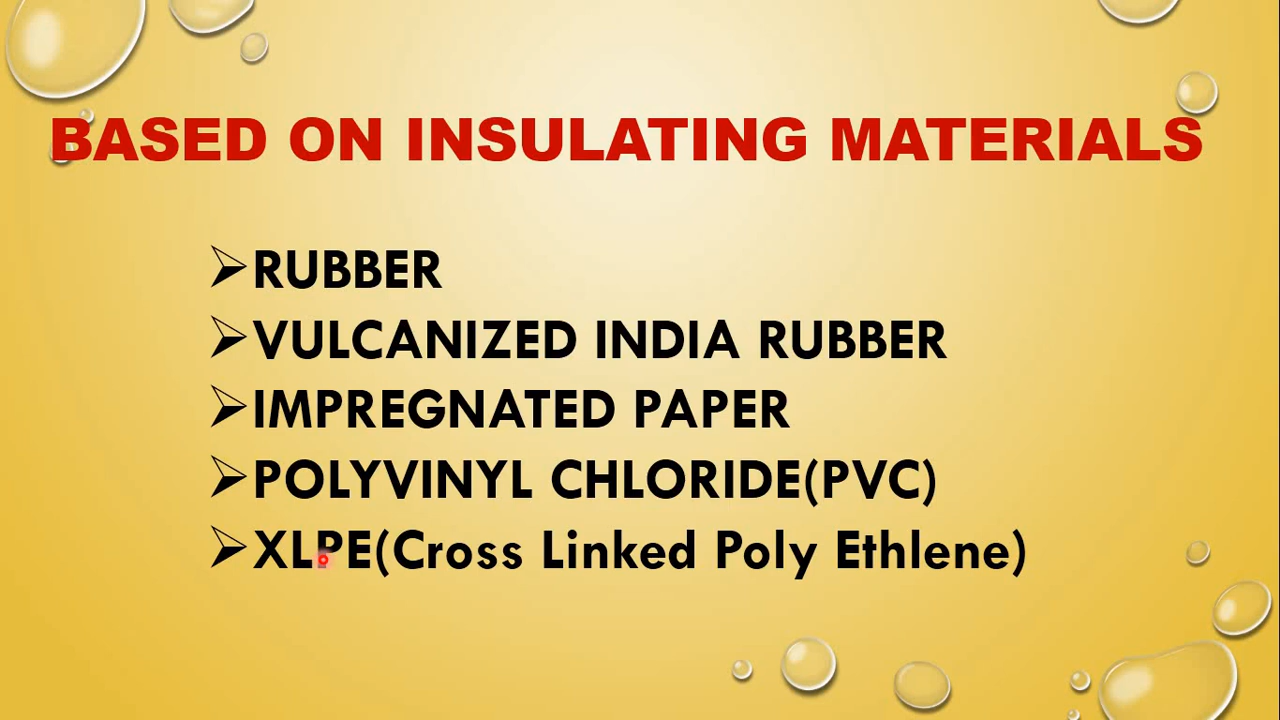 BASED ON INSULATING MATERIALS
RUBBER
VULCANIZED INDIA RUBBER
IMPREGNATED PAPER
POLYVINYL CHLORIDE(PVC)
XLPE(Cross Linked Poly Ethlene)